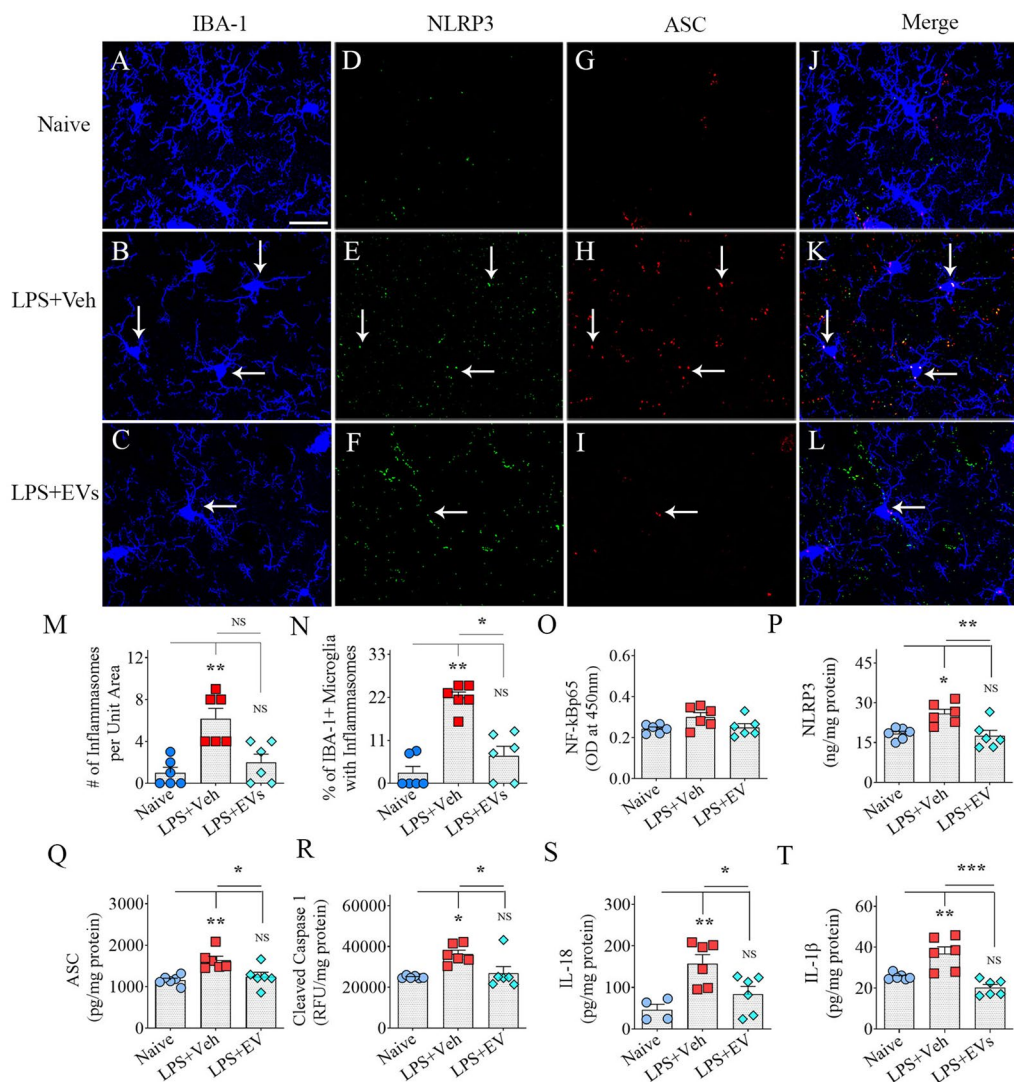 IBA-1 NLRP3 ASC Merge
A D G J
Naive
B E H K
LPS+Veh
C F I L
LPS+EVs
M N O P
NS * **
# of Inflammasomes
per Unit Area
12
8
4
0
**
NS
Naive
LPS+Veh
LPS+EVs
% of IBA-1+ Microglia
with Inflammasomes
33
22
11
0
**
NS
Naive
LPS+Veh
LPS+EVs
NF-kBp65
(OD at 450nm)
0.6
0.4
0.2
0.0
Naive
LPS+Veh
LPS+EV
NLRP3
(ng/mg protein)
45
30
15
0
*
NS
Naive
LPS+Veh
LPS+EV
Q R S T
* * * ***
ASC
(pg/mg protein)
3000
2000
1000
0
**
NS
Naive
LPS+Veh
LPS+EV
Cleaved Caspase 1
(RFU/mg protein)
60000
40000
20000
0
*
NS
Naive
LPS+Veh
LPS+EV
IL-18
(pg/mg protein)
300
200
100
0
**
NS
Naive
LPS+Veh
LPS+EV
IL-1β
(pg/mg protein)
60
40
20
0
**
NS
Naive
LPS+Veh
LPS+EVs